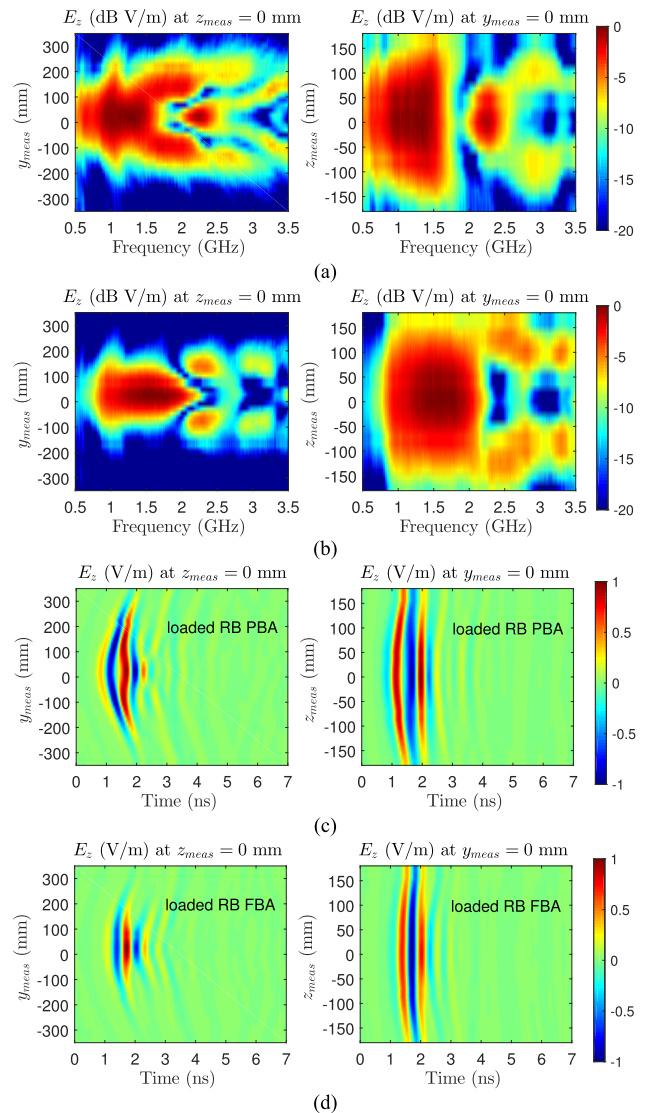 E_z (dB V/m) at z_meas = 0 mm
E_z (dB V/m) at y_meas = 0 mm
y_meas (mm)
300
200
100
0
-100
-200
-300
0.5 1 1.5 2 2.5 3 3.5
Frequency (GHz)
z_meas (mm)
150
100
50
0
-50
-100
-150
0.5 1 1.5 2 2.5 3 3.5
Frequency (GHz)
0
-5
-10
-15
-20
(a)
E_z (dB V/m) at z_meas = 0 mm
E_z (dB V/m) at y_meas = 0 mm
y_meas (mm)
300
200
100
0
-100
-200
-300
0.5 1 1.5 2 2.5 3 3.5
Frequency (GHz)
z_meas (mm)
150
100
50
0
-50
-100
-150
0.5 1 1.5 2 2.5 3 3.5
Frequency (GHz)
0
-5
-10
-15
-20
(b)
E_z (V/m) at z_meas = 0 mm
E_z (V/m) at y_meas = 0 mm
y_meas (mm)
300
200
100
0
-100
-200
-300
loaded RB PBA
0 1 2 3 4 5 6 7
Time (ns)
z_meas (mm)
150
100
50
0
-50
-100
-150
loaded RB PBA
0 1 2 3 4 5 6 7
Time (ns)
1
0.5
0
-0.5
-1
(c)
E_z (V/m) at z_meas = 0 mm
E_z (V/m) at y_meas = 0 mm
y_meas (mm)
300
200
100
0
-100
-200
-300
loaded RB FBA
0 1 2 3 4 5 6 7
Time (ns)
z_meas (mm)
150
100
50
0
-50
-100
-150
loaded RB FBA
0 1 2 3 4 5 6 7
Time (ns)
1
0.5
0
-0.5
-1
(d)